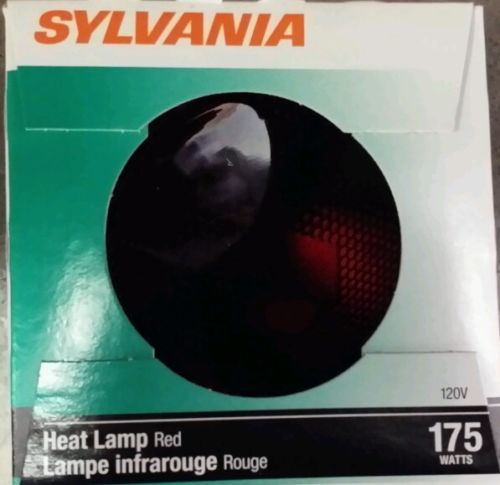 SYLVANIA
120V
Heat Lamp Red
Lampe infrarouge Rouge
175
WATTS